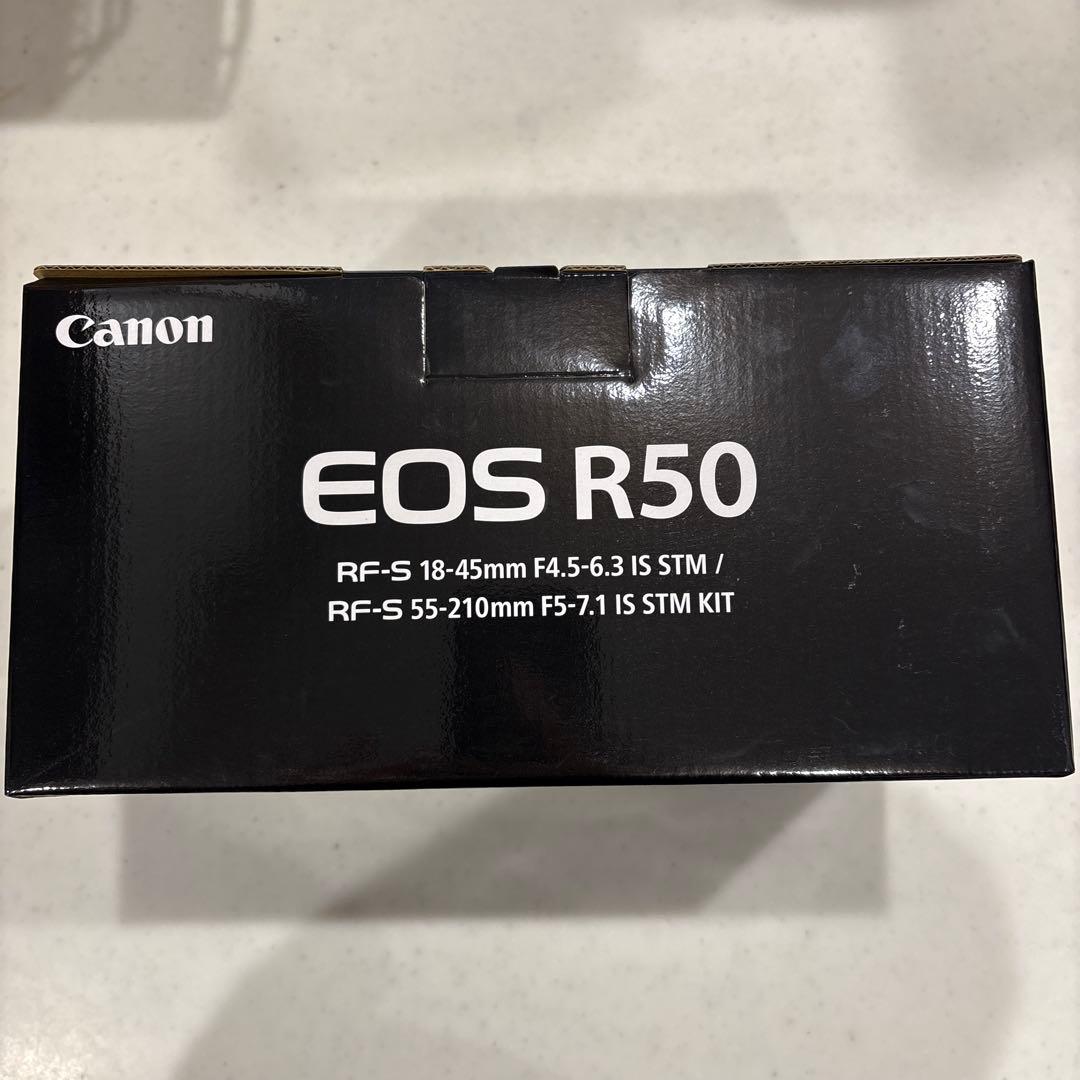 Canon
EOS R50
RF-S 18-45mm F4.5-6.3 IS STM /
RF-S 55-210mm F5-7.1 IS STM KIT